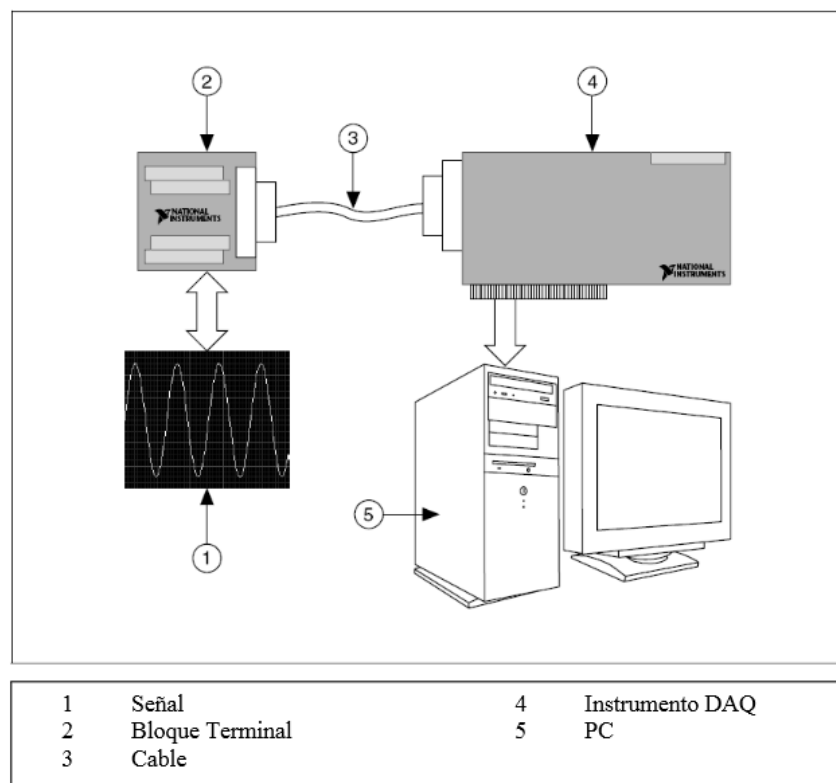 2
4
3
NATIONAL
INSTRUMENTS
NATIONAL
INSTRUMENTS
5
1
1 Señal 4 Instrumento DAQ
2 Bloque Terminal 5 PC
3 Cable